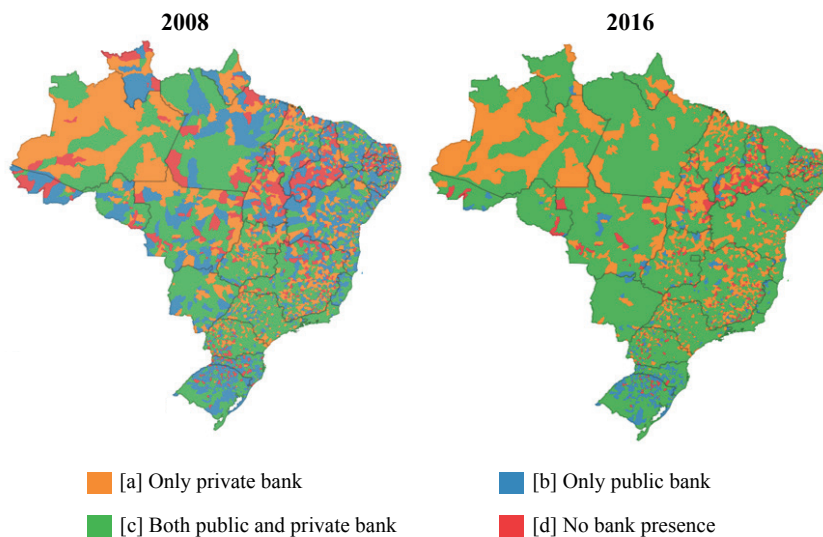 2008
2016
[a] Only private bank
[b] Only public bank
[c] Both public and private bank
[d] No bank presence